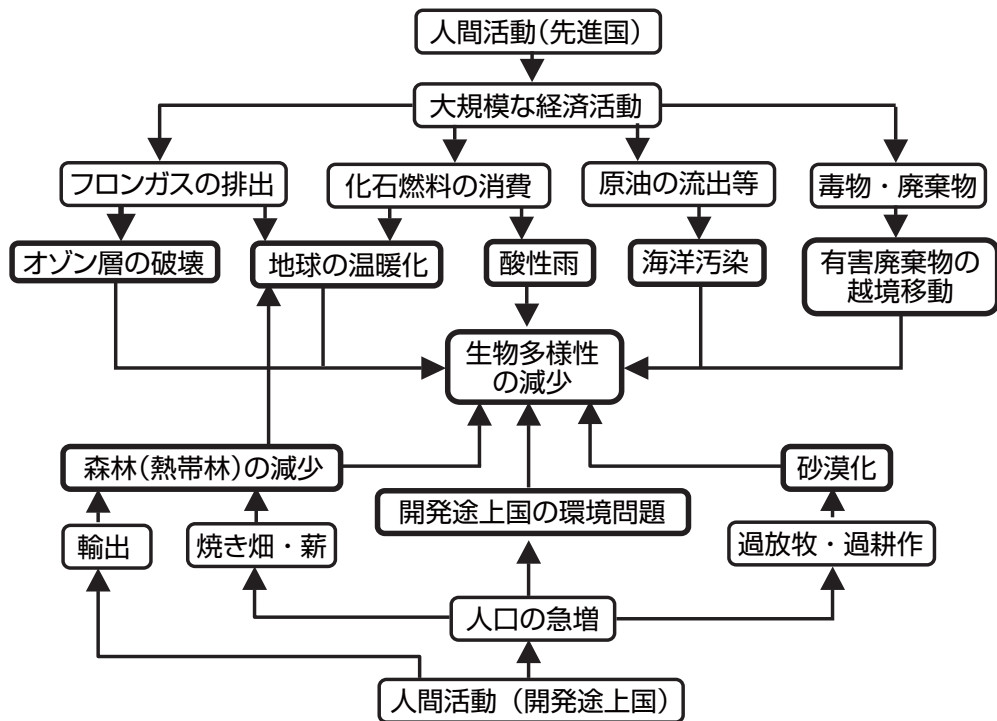 人間活動(先進国)
大規模な経済活動
フロンガスの排出
化石燃料の消費
原油の流出等
毒物・廃棄物
オゾン層の破壊
地球の温暖化
酸性雨
海洋汚染
有害廃棄物の
越境移動
生物多様性
の減少
森林(熱帯林)の減少
砂漠化
開発途上国の環境問題
輸出
焼き畑・薪
過放牧・過耕作
人口の急増
人間活動(開発途上国)